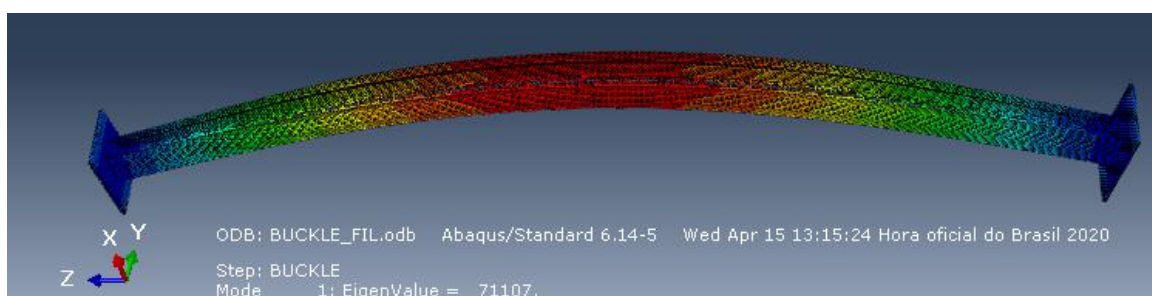 X Y
Z
ODB: BUCKLE_FIL.odb Abaqus/Standard 6.14-5 Wed Apr 15 13:15:24 Hora oficial do Brasil 2020
Step: BUCKLE
Mode 1: EigenValue = 71107.